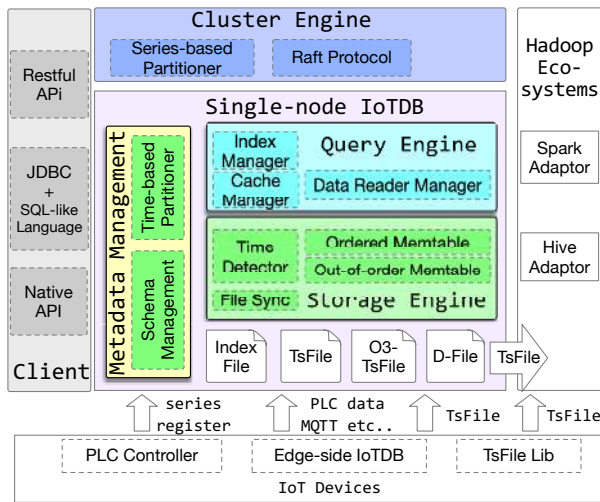 Cluster Engine
Series-based
Partitioner
Raft Protocol
Restful
APi
JDBC
+
SQL-like
Language
Native
API
Client
Single-node IoTDB
Metadata Management
Time-based
Partitioner
Schema
Management
Index
Manager
Query Engine
Cache
Manager
Data Reader Manager
Time
Detector
Ordered Memtable
Out-of-order Memtable
File Sync
Storage Engine
Index
File
TsFile
O3-
TsFile
D-File
TsFile
Hadoop
Eco-
systems
Spark
Adaptor
Hive
Adaptor
series
register
PLC data
MQTT etc..
TsFile
TsFile
PLC Controller
Edge-side IoTDB
TsFile Lib
IoT Devices